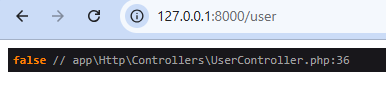 127.0.0.1:8000/user
false // app\Http\Controllers\UserController.php:36